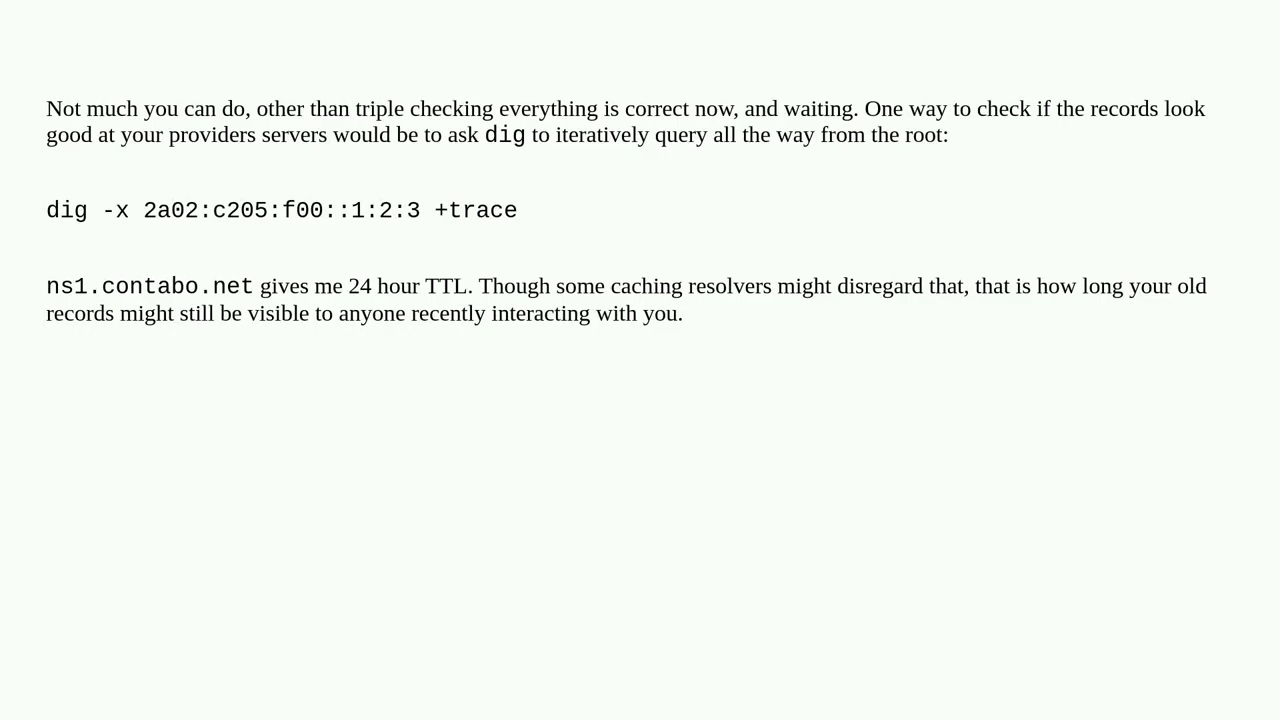 Not much you can do, other than triple checking everything is correct now, and waiting. One way to check if the records look
good at your providers servers would be to ask dig to iteratively query all the way from the root:
dig -x 2a02:c205:f00::1:2:3 +trace
ns1.contabo.net gives me 24 hour TTL. Though some caching resolvers might disregard that, that is how long your old
records might still be visible to anyone recently interacting with you.